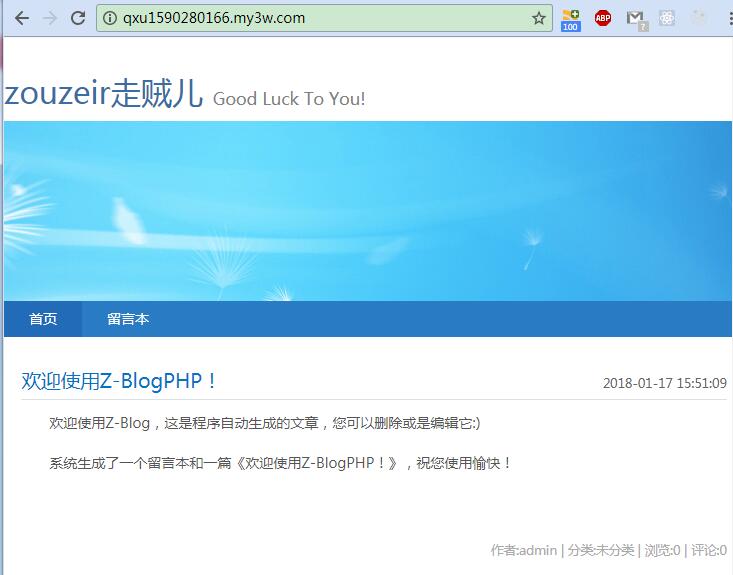 qxu1590280166.my3w.com
ABP
100
?
zouzeir走贼儿 Good Luck To You!
首页 留言本
欢迎使用Z-BlogPHP！ 2018-01-17 15:51:09
欢迎使用Z-Blog，这是程序自动生成的文章，您可以删除或是编辑它:)
系统生成了一个留言本和一篇《欢迎使用Z-BlogPHP！》，祝您使用愉快！
作者:admin | 分类:未分类 | 浏览:0 | 评论:0